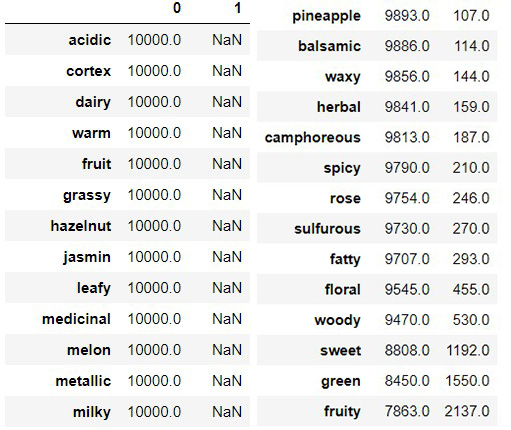 0 1
acidic 10000.0 NaN
cortex 10000.0 NaN
dairy 10000.0 NaN
warm 10000.0 NaN
fruit 10000.0 NaN
grassy 10000.0 NaN
hazelnut 10000.0 NaN
jasmin 10000.0 NaN
leafy 10000.0 NaN
medicinal 10000.0 NaN
melon 10000.0 NaN
metallic 10000.0 NaN
milky 10000.0 NaN
pineapple 9893.0 107.0
balsamic 9886.0 114.0
waxy 9856.0 144.0
herbal 9841.0 159.0
camphoreous 9813.0 187.0
spicy 9790.0 210.0
rose 9754.0 246.0
sulfurous 9730.0 270.0
fatty 9707.0 293.0
floral 9545.0 455.0
woody 9470.0 530.0
sweet 8808.0 1192.0
green 8450.0 1550.0
fruity 7863.0 2137.0